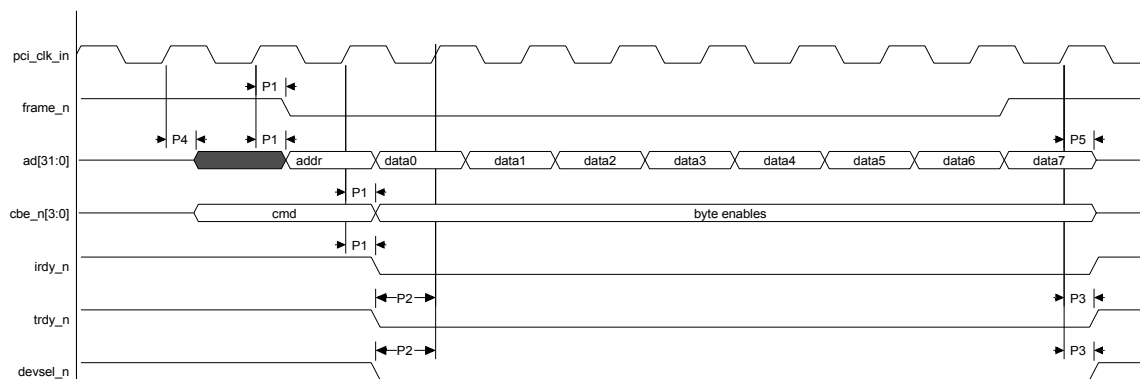 pci_clk_in
P1
frame_n
P4 P1 P5
ad[31:0] addr data0 data1 data2 data3 data4 data5 data6 data7
P1
cbe_n[3:0] cmd byte enables
P1
irdy_n
P2 P3
trdy_n
P2 P3
devsel_n